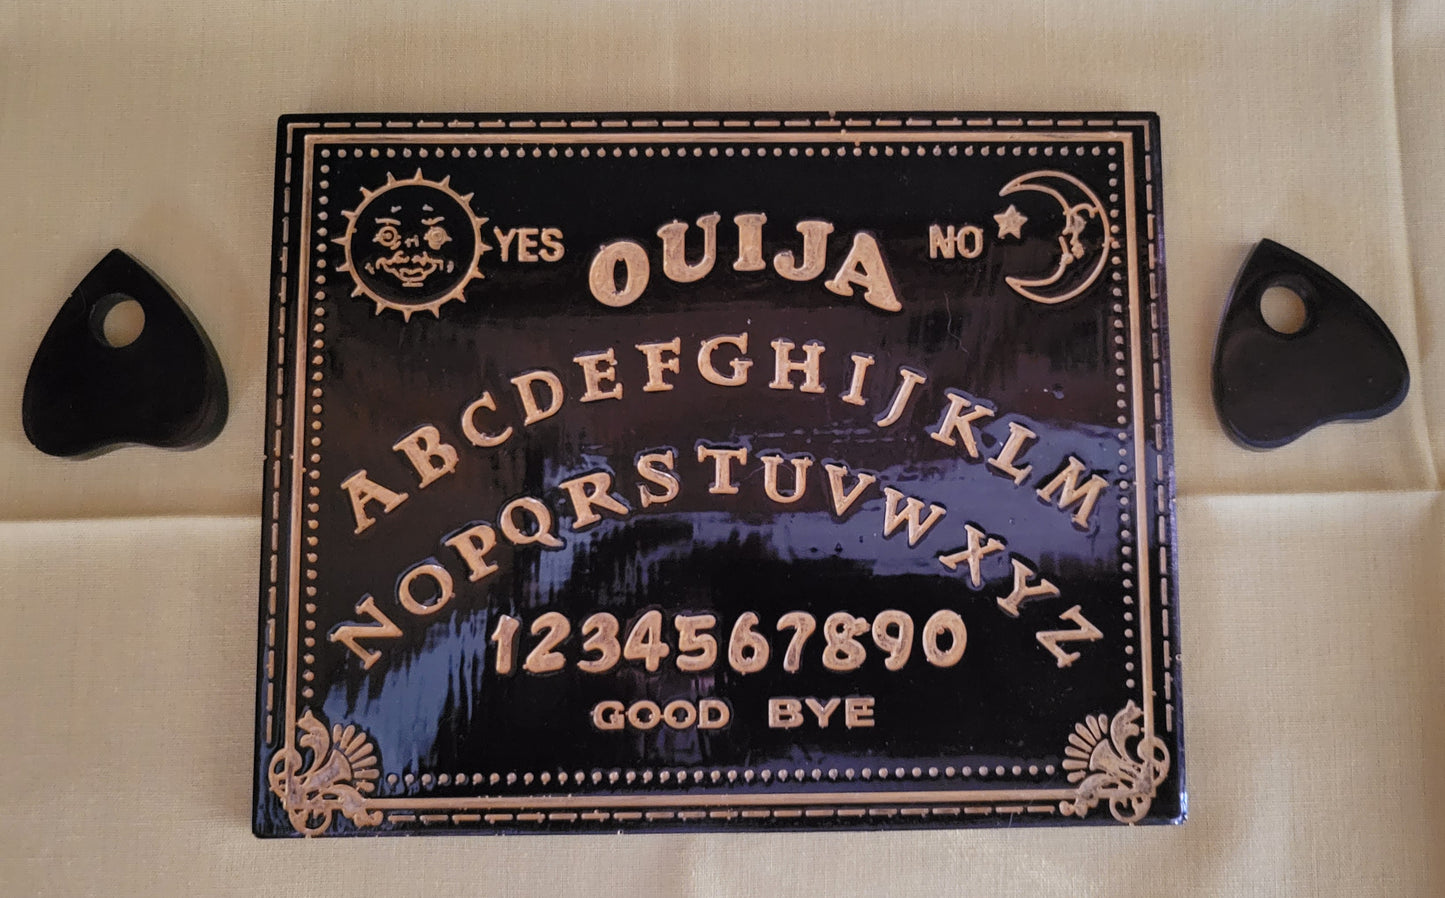 YES OUIJA NO
ABCDEFGHIJKLM
NOPQRSTUVWXYZ
1234567890
GOOD BYE